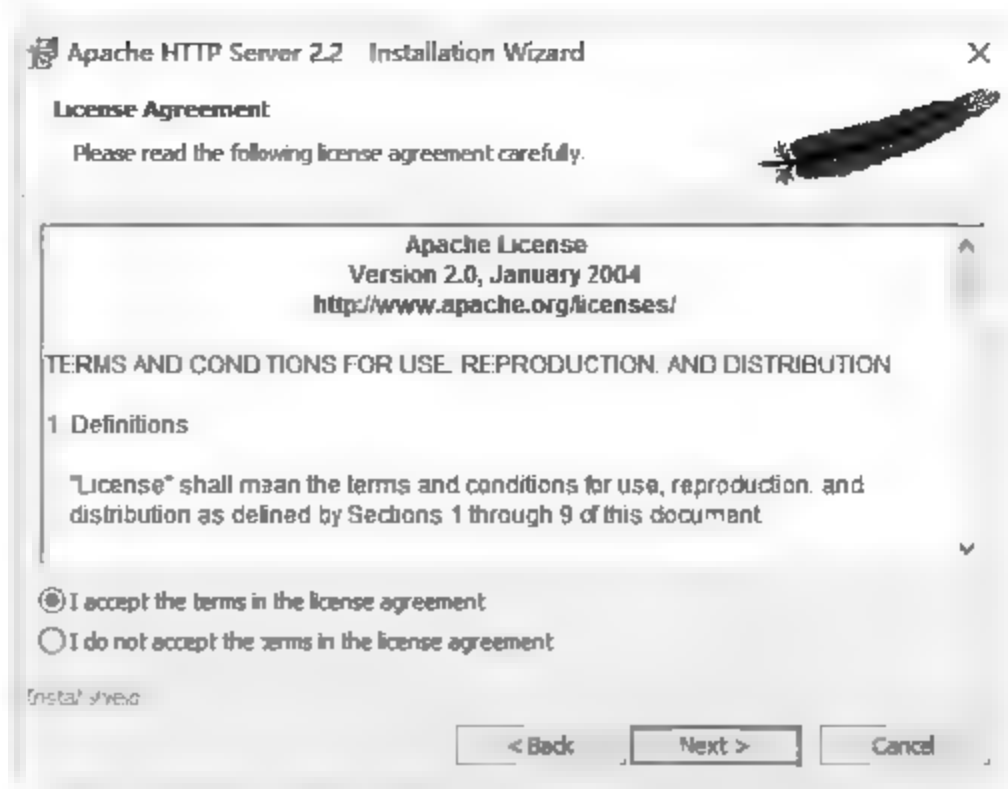 Apache HTTP Server 2.2 Installation Wizard
License Agreement
Please read the following license agreement carefully.
Apache License
Version 2.0, January 2004
http://www.apache.org/licenses/
TERMS AND CONDITIONS FOR USE, REPRODUCTION, AND DISTRIBUTION
1. Definitions
"License" shall mean the terms and conditions for use, reproduction, and
distribution as defined by Sections 1 through 9 of this document.
I accept the terms in the license agreement
I do not accept the terms in the license agreement
InstallShield
< Back
Next >
Cancel